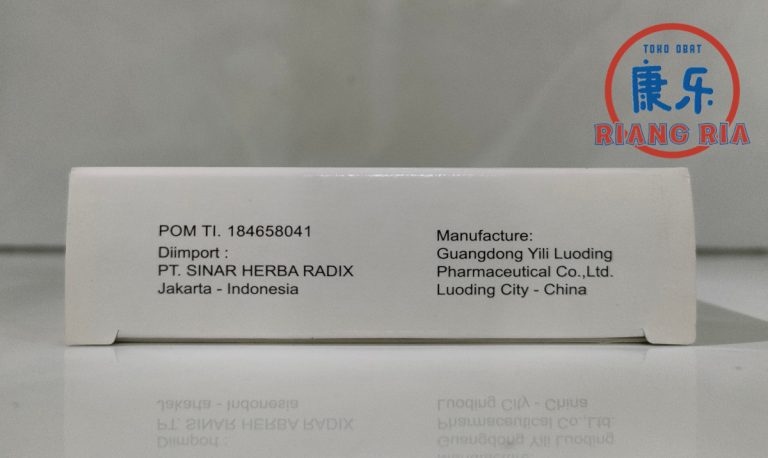 TOKO OBAT
康乐
RIANG RIA
POM TI. 184658041
Diimport :
PT. SINAR HERBA RADIX
Jakarta - Indonesia
Manufacture:
Guangdong Yili Luoding
Pharmaceutical Co.,Ltd.
Luoding City - China